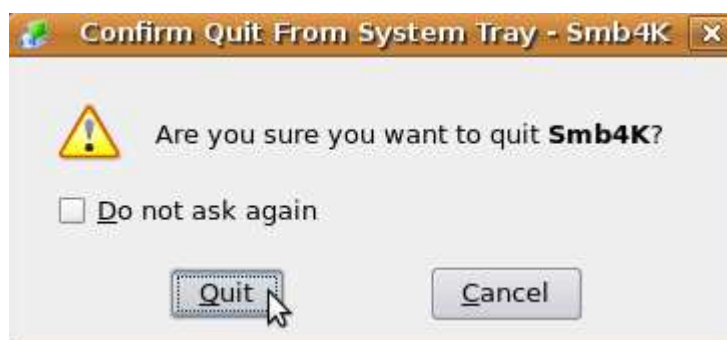 Confirm Quit From System Tray - Smb4K
Are you sure you want to quit Smb4K?
Do not ask again
Quit
Cancel